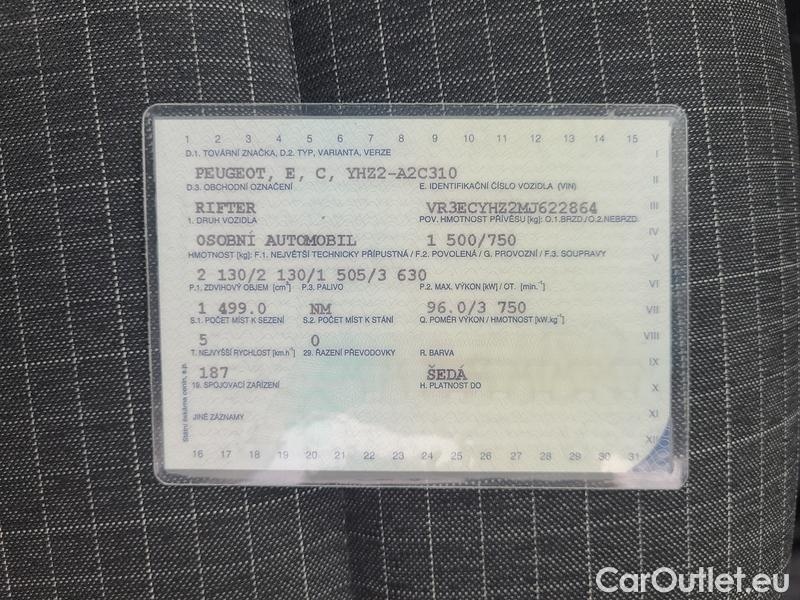 1 2 3 4 5 6 7 8 9 10 11 12 13 14 15
D.1. TOVÁRNÍ ZNAČKA, D.2. TYP, VARIANTA, VERZE I
PEUGEOT, E, C, YHZ2-A2C310
D.3. OBCHODNÍ OZNAČENÍ E. IDENTIFIKAČNÍ ČÍSLO VOZIDLA (VIN) II
RIFTER VR3ECYHZ2MJ622864 III
1. DRUH VOZIDLA POV. HMOTNOST PŘÍVĚSU [kg]: O.1.BRZD./O.2.NEBRZD.
OSOBNÍ AUTOMOBIL 1 500/750 IV
HMOTNOST [kg]: F.1. NEJVĚTŠÍ TECHNICKY PŘÍPUSTNÁ / F.2. POVOLENÁ / G. PROVOZNÍ / F.3. SOUPRAVY V
2 130/2 130/1 505/3 630
P.1. ZDVIHOVÝ OBJEM [cm³] P.3. PALIVO P.2. MAX. VÝKON [kW] / OT. [min.⁻¹] VI
1 499.0 NM 96.0/3 750 VII
S.1. POČET MÍST K SEZENÍ S.2. POČET MÍST K STÁNÍ Q. POMĚR VÝKON / HMOTNOST [kW.kg⁻¹]
5 0 VIII
T. NEJVYŠŠÍ RYCHLOST [km.h⁻¹] 29. ŘAZENÍ PŘEVODOVKY R. BARVA IX
187 ŠEDÁ
19. SPOJOVACÍ ZAŘÍZENÍ H. PLATNOST DO X
JINÉ ZÁZNAMY XI
XII
Státní tiskárna cenin, s.p.
16 17 18 19 20 21 22 23 24 25 26 27 28 29 30 31
CarOutlet.eu